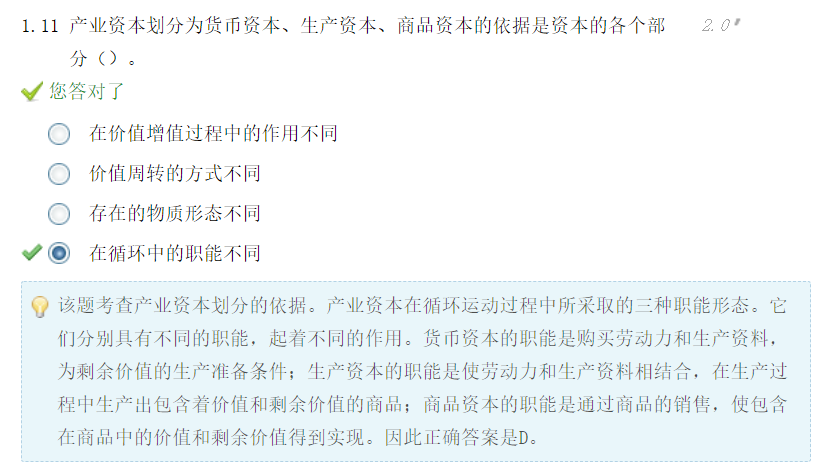 1.11 产业资本划分为货币资本、生产资本、商品资本的依据是资本的各个部 2.0'
分（）。
您答对了
在价值增值过程中的作用不同
价值周转的方式不同
存在的物质形态不同
在循环中的职能不同
该题考查产业资本划分的依据。产业资本在循环运动过程中所采取的三种职能形态。它
们分别具有不同的职能，起着不同的作用。货币资本的职能是购买劳动力和生产资料，
为剩余价值的生产准备条件；生产资本的职能是使劳动力和生产资料相结合，在生产过
程中生产出包含着价值和剩余价值的商品；商品资本的职能是通过商品的销售，使包含
在商品中的价值和剩余价值得到实现。因此正确答案是D。